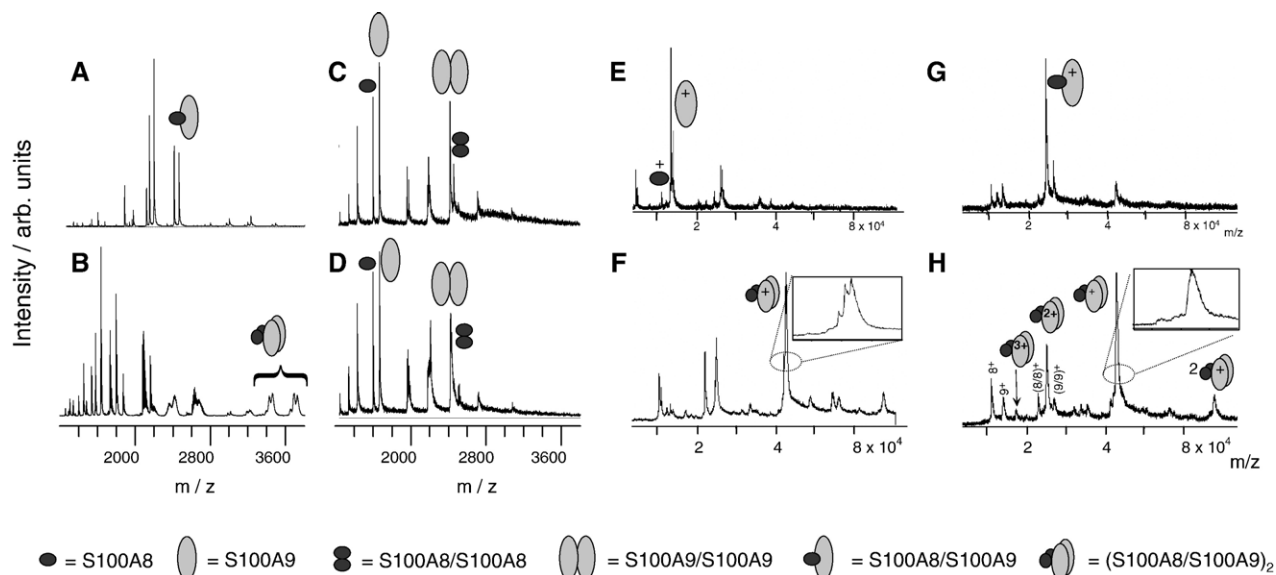 A
C
E
G
B
D
F
H
Intensity / arb. units
+
+
+
2
4
8 x 10⁴
2
4
8 x 10⁴
m/z
+
8⁺
9⁺
3+
2+
(8/8)⁺
(9/9)⁺
+
2
+
2000
2800
3600
m / z
2000
2800
3600
m / z
2
4
8 x 10⁴
2
4
8 x 10⁴
m/z
= S100A8
= S100A9
= S100A8/S100A8
= S100A9/S100A9
= S100A8/S100A9
= (S100A8/S100A9)₂